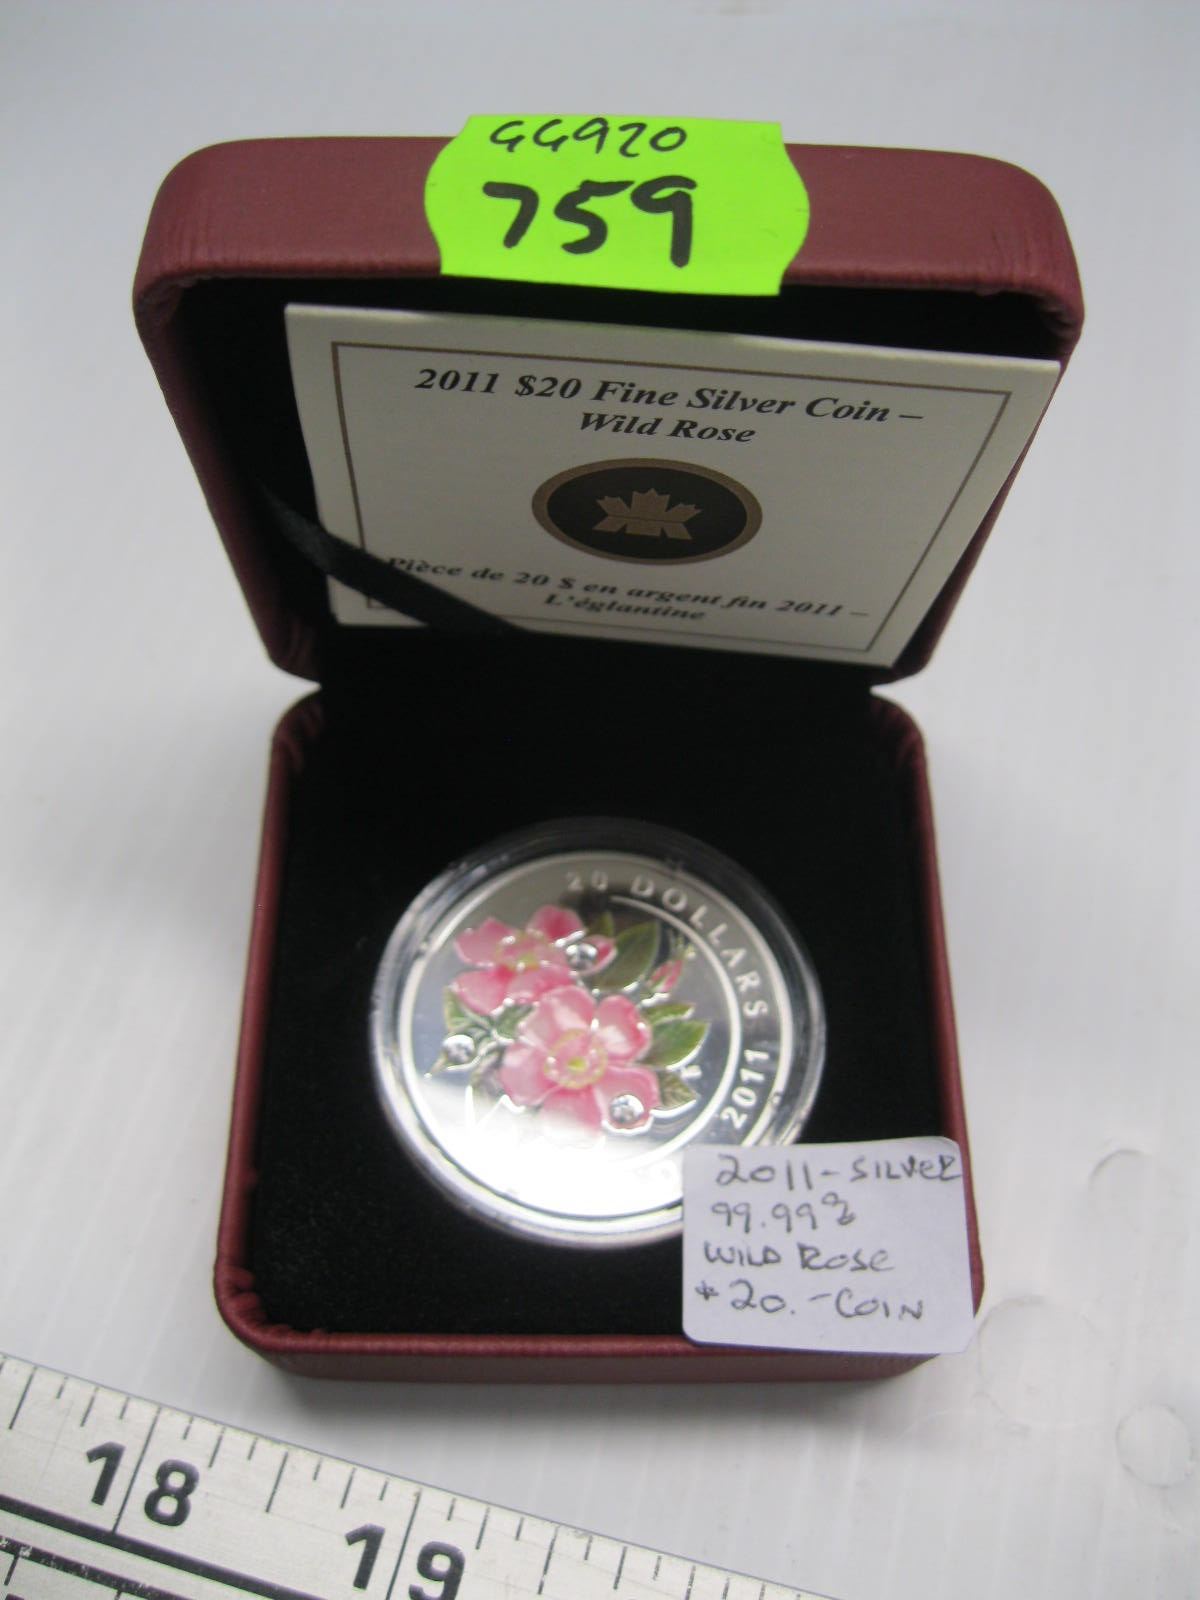 GG920
759
2011 $20 Fine Silver Coin –
Wild Rose
Pièce de 20 $ en argent fin 2011 –
L'églantine
20 DOLLARS 2011
2011 - SILVER
99.99%
WILD ROSE
$20.- COIN
18
19